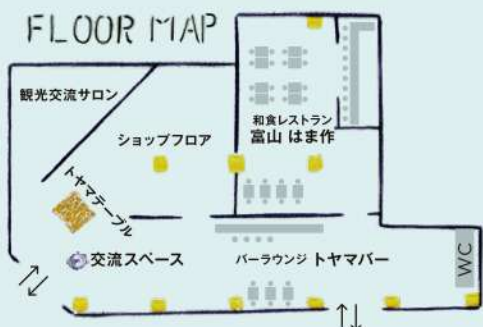 FLOOR MAP
観光交流サロン
ショップフロア
和食レストラン
富山 はま作
トヤマテーブル
交流スペース
バーラウンジ トヤマバー
WC